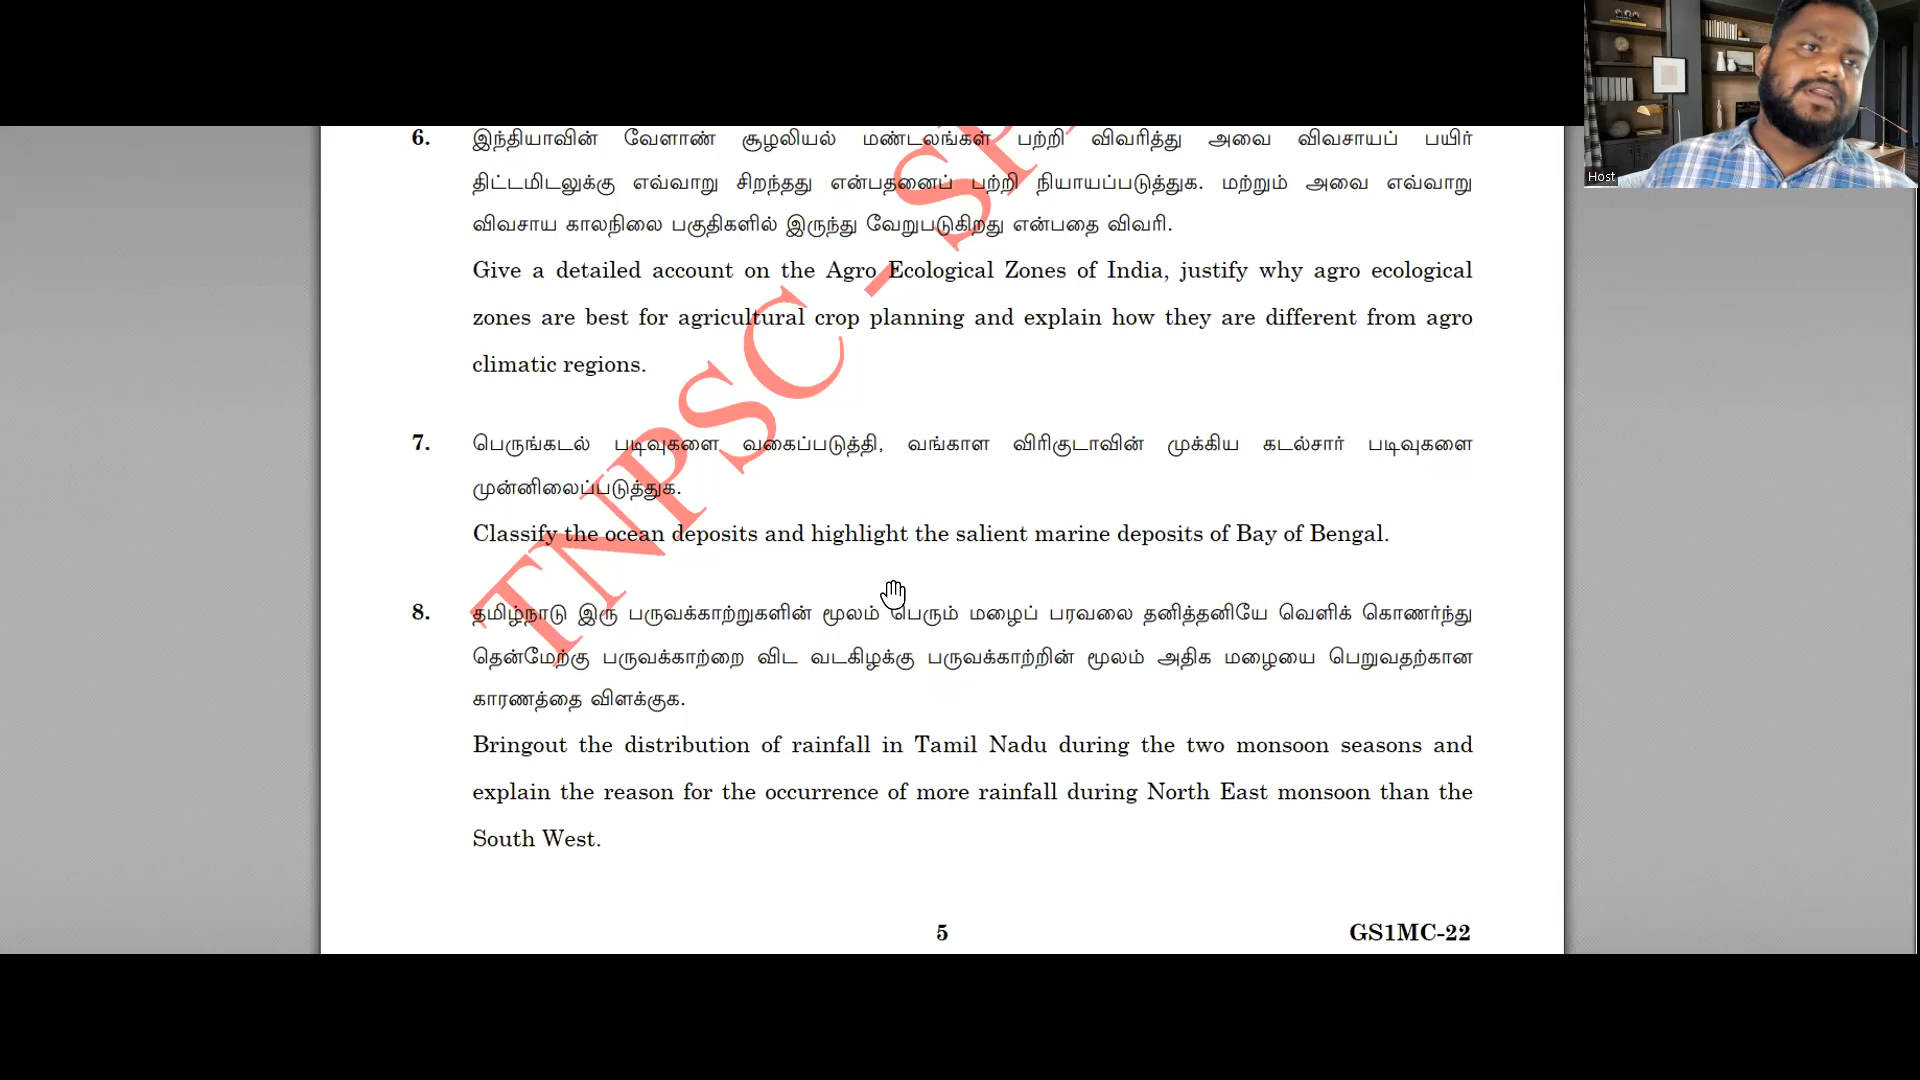 Host
6. இந்தியாவின் வேளாண் சூழலியல் மண்டலங்கள் பற்றி விவரித்து அவை விவசாயப் பயிர்
திட்டமிடலுக்கு எவ்வாறு சிறந்தது என்பதனைப் பற்றி நியாயப்படுத்துக. மற்றும் அவை எவ்வாறு
விவசாய காலநிலை பகுதிகளில் இருந்து வேறுபடுகிறது என்பதை விவரி.
Give a detailed account on the Agro Ecological Zones of India, justify why agro ecological
zones are best for agricultural crop planning and explain how they are different from agro
climatic regions.
7. பெருங்கடல் படிவுகளை வகைப்படுத்தி, வங்காள விரிகுடாவின் முக்கிய கடல்சார் படிவுகளை
முன்னிலைப்படுத்துக.
Classify the ocean deposits and highlight the salient marine deposits of Bay of Bengal.
8. தமிழ்நாடு இரு பருவக்காற்றுகளின் மூலம் பெரும் மழைப் பரவலை தனித்தனியே வெளிக் கொணர்ந்து
தென்மேற்கு பருவக்காற்றை விட வடகிழக்கு பருவக்காற்றின் மூலம் அதிக மழையை பெறுவதற்கான
காரணத்தை விளக்குக.
Bringout the distribution of rainfall in Tamil Nadu during the two monsoon seasons and
explain the reason for the occurrence of more rainfall during North East monsoon than the
South West.
TNPSC - SP
5 GS1MC-22